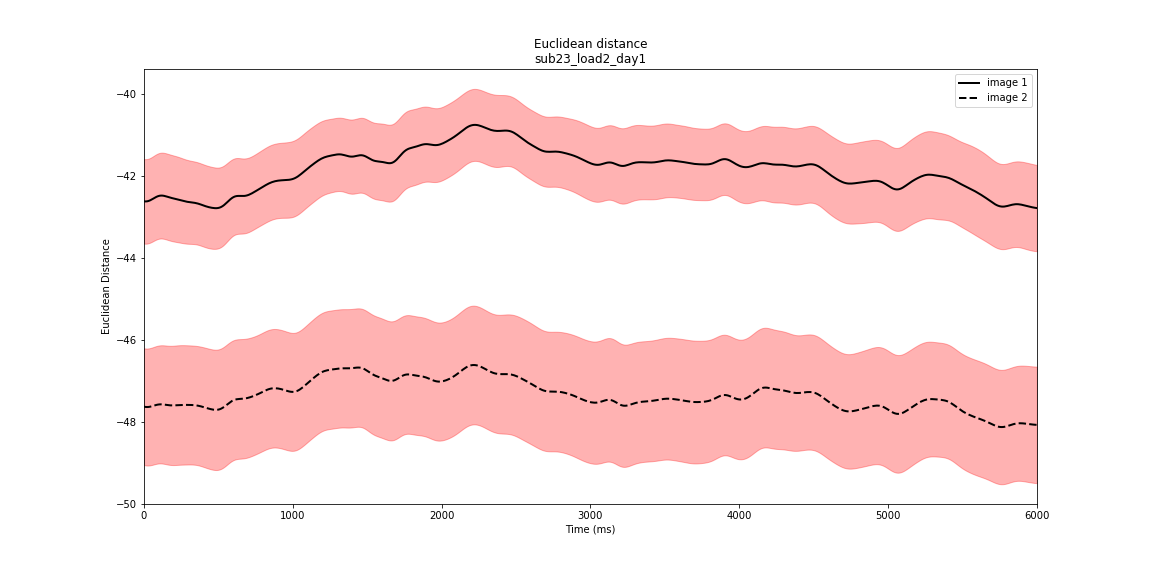 Euclidean distance
sub23_load2_day1
image 1
image 2
Euclidean Distance
−40
−42
−44
−46
−48
−50
0 1000 2000 3000 4000 5000 6000
Time (ms)